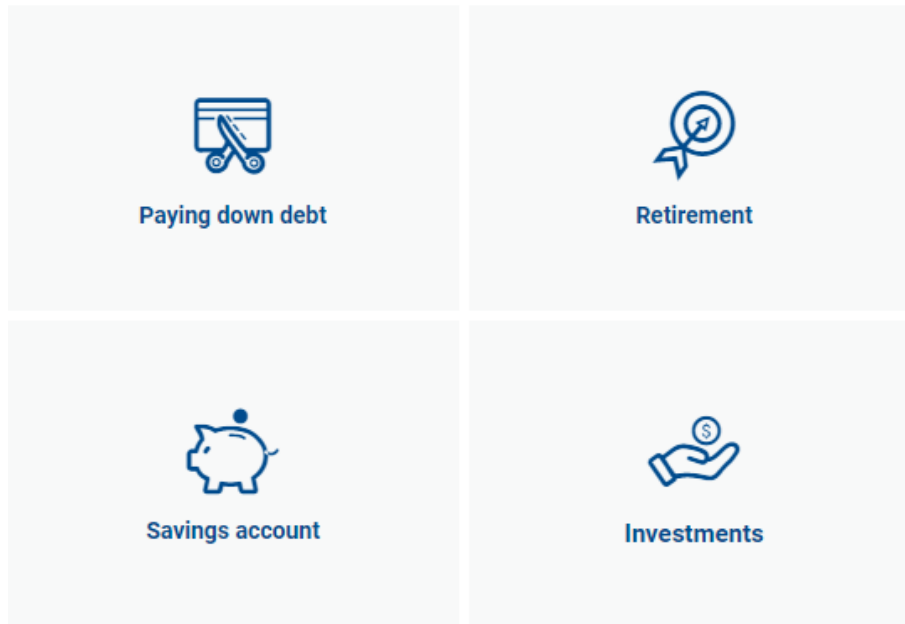 Paying down debt
Retirement
Savings account
$
Investments